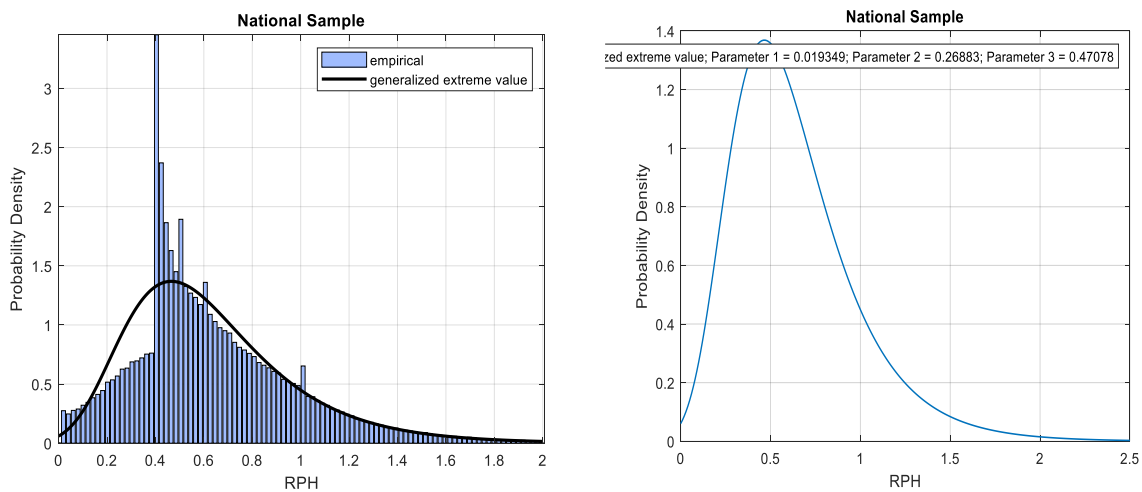 National Sample
empirical
generalized extreme value
Probability Density
3
2.5
2
1.5
1
0.5
0
0 0.2 0.4 0.6 0.8 1 1.2 1.4 1.6 1.8 2
RPH
National Sample
extreme value; Parameter 1 = 0.019349; Parameter 2 = 0.26883; Parameter 3 = 0.47078
Probability Density
1.4
1.2
1
0.8
0.6
0.4
0.2
0
0 0.5 1 1.5 2 2.5
RPH